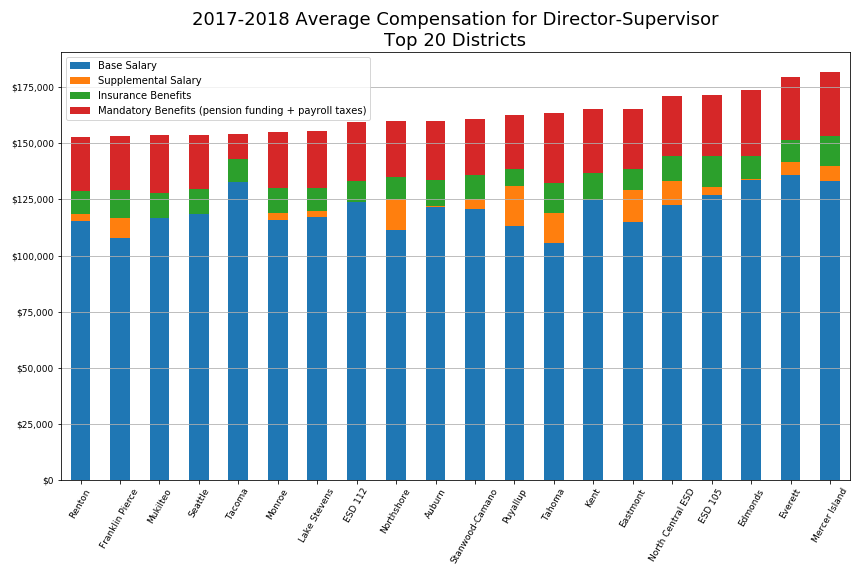 2017-2018 Average Compensation for Director-Supervisor
Top 20 Districts
Base Salary
Supplemental Salary
Insurance Benefits
Mandatory Benefits (pension funding + payroll taxes)
$175,000
$150,000
$125,000
$100,000
$75,000
$50,000
$25,000
$0
Renton
Franklin Pierce
Mukilteo
Seattle
Tacoma
Monroe
Lake Stevens
ESD 112
Northshore
Auburn
Stanwood-Camano
Puyallup
Tahoma
Kent
Eastmont
North Central ESD
ESD 105
Edmonds
Everett
Mercer Island